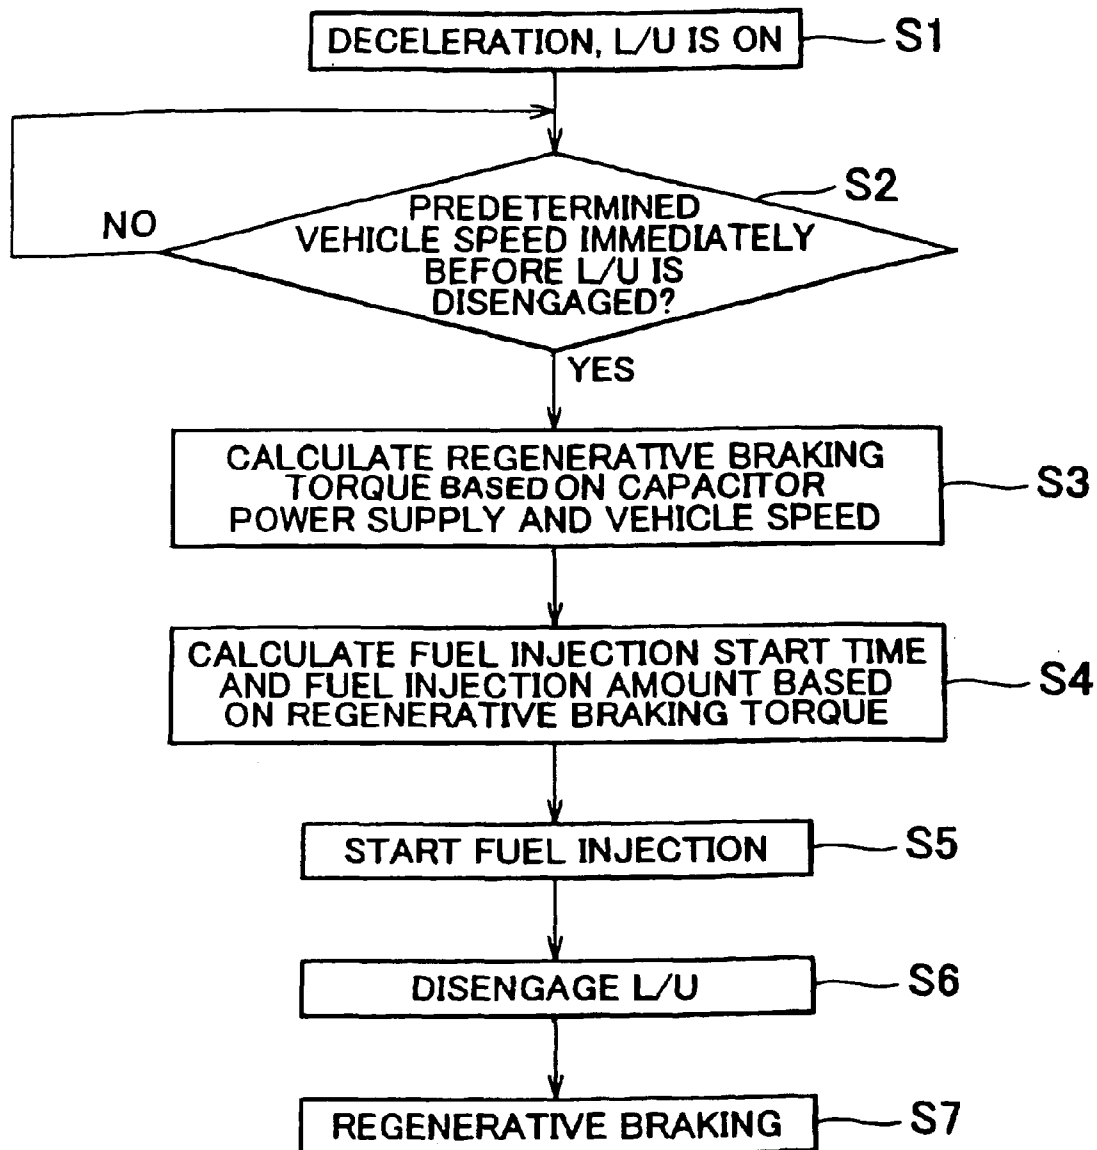 DECELERATION, L/U IS ON
S1
S2
PREDETERMINED
VEHICLE SPEED IMMEDIATELY
BEFORE L/U IS
DISENGAGED?
NO
YES
CALCULATE REGENERATIVE BRAKING
TORQUE BASED ON CAPACITOR
POWER SUPPLY AND VEHICLE SPEED
S3
CALCULATE FUEL INJECTION START TIME
AND FUEL INJECTION AMOUNT BASED
ON REGENERATIVE BRAKING TORQUE
S4
START FUEL INJECTION
S5
DISENGAGE L/U
S6
REGENERATIVE BRAKING
S7